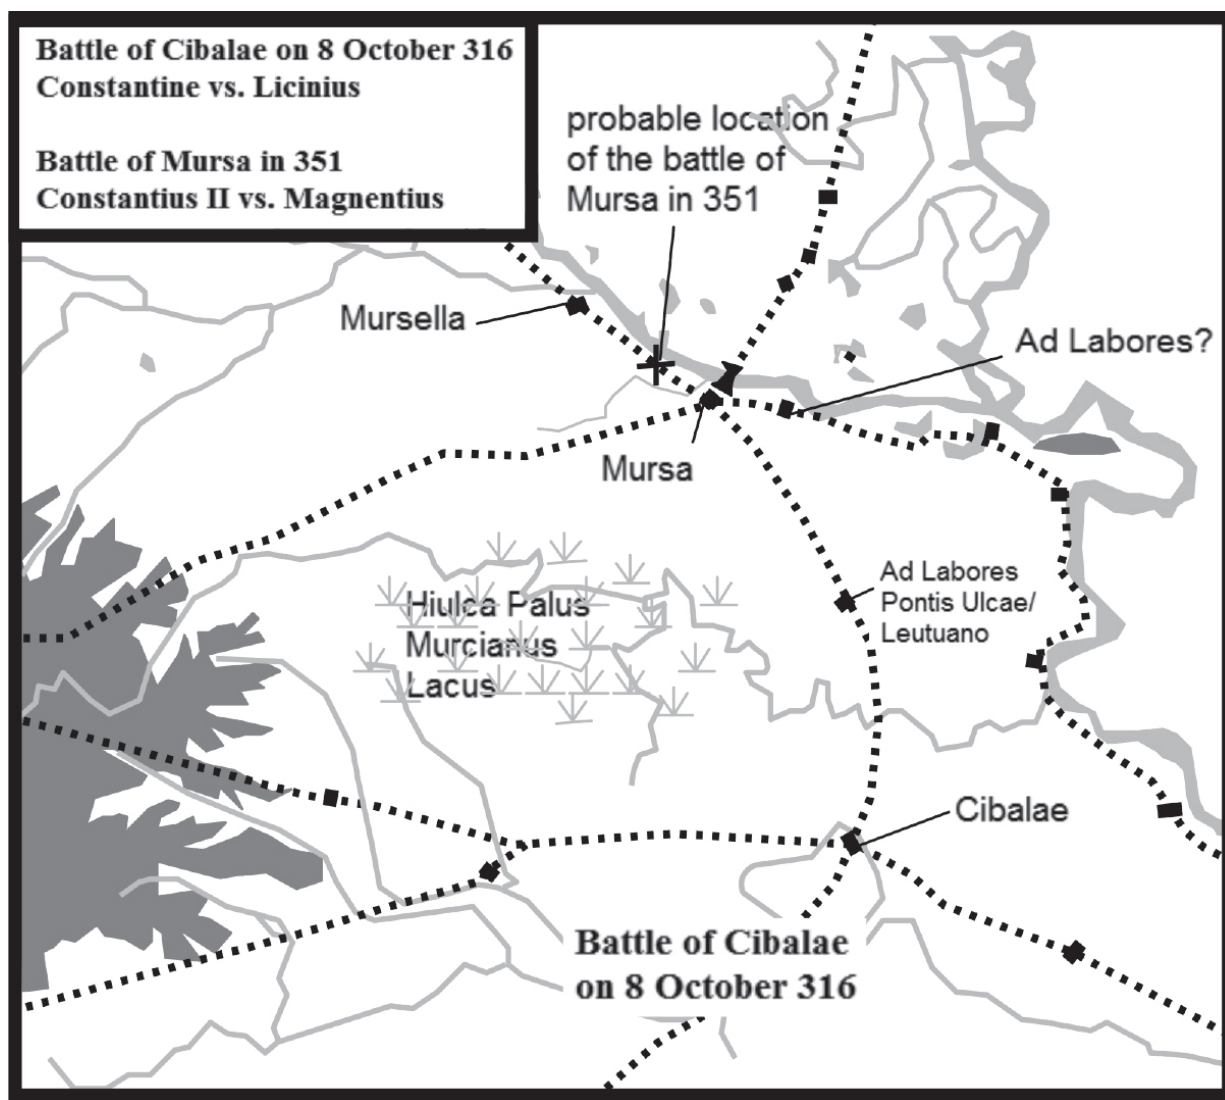 Battle of Cibalae on 8 October 316
Constantine vs. Licinius
Battle of Mursa in 351
Constantius II vs. Magnentius
probable location
of the battle of
Mursa in 351
Mursella
Ad Labores?
Mursa
Ad Labores
Pontis Ulcae/
Leutuano
Hiulca Palus
Murcianus
Lacus
Cibalae
Battle of Cibalae
on 8 October 316